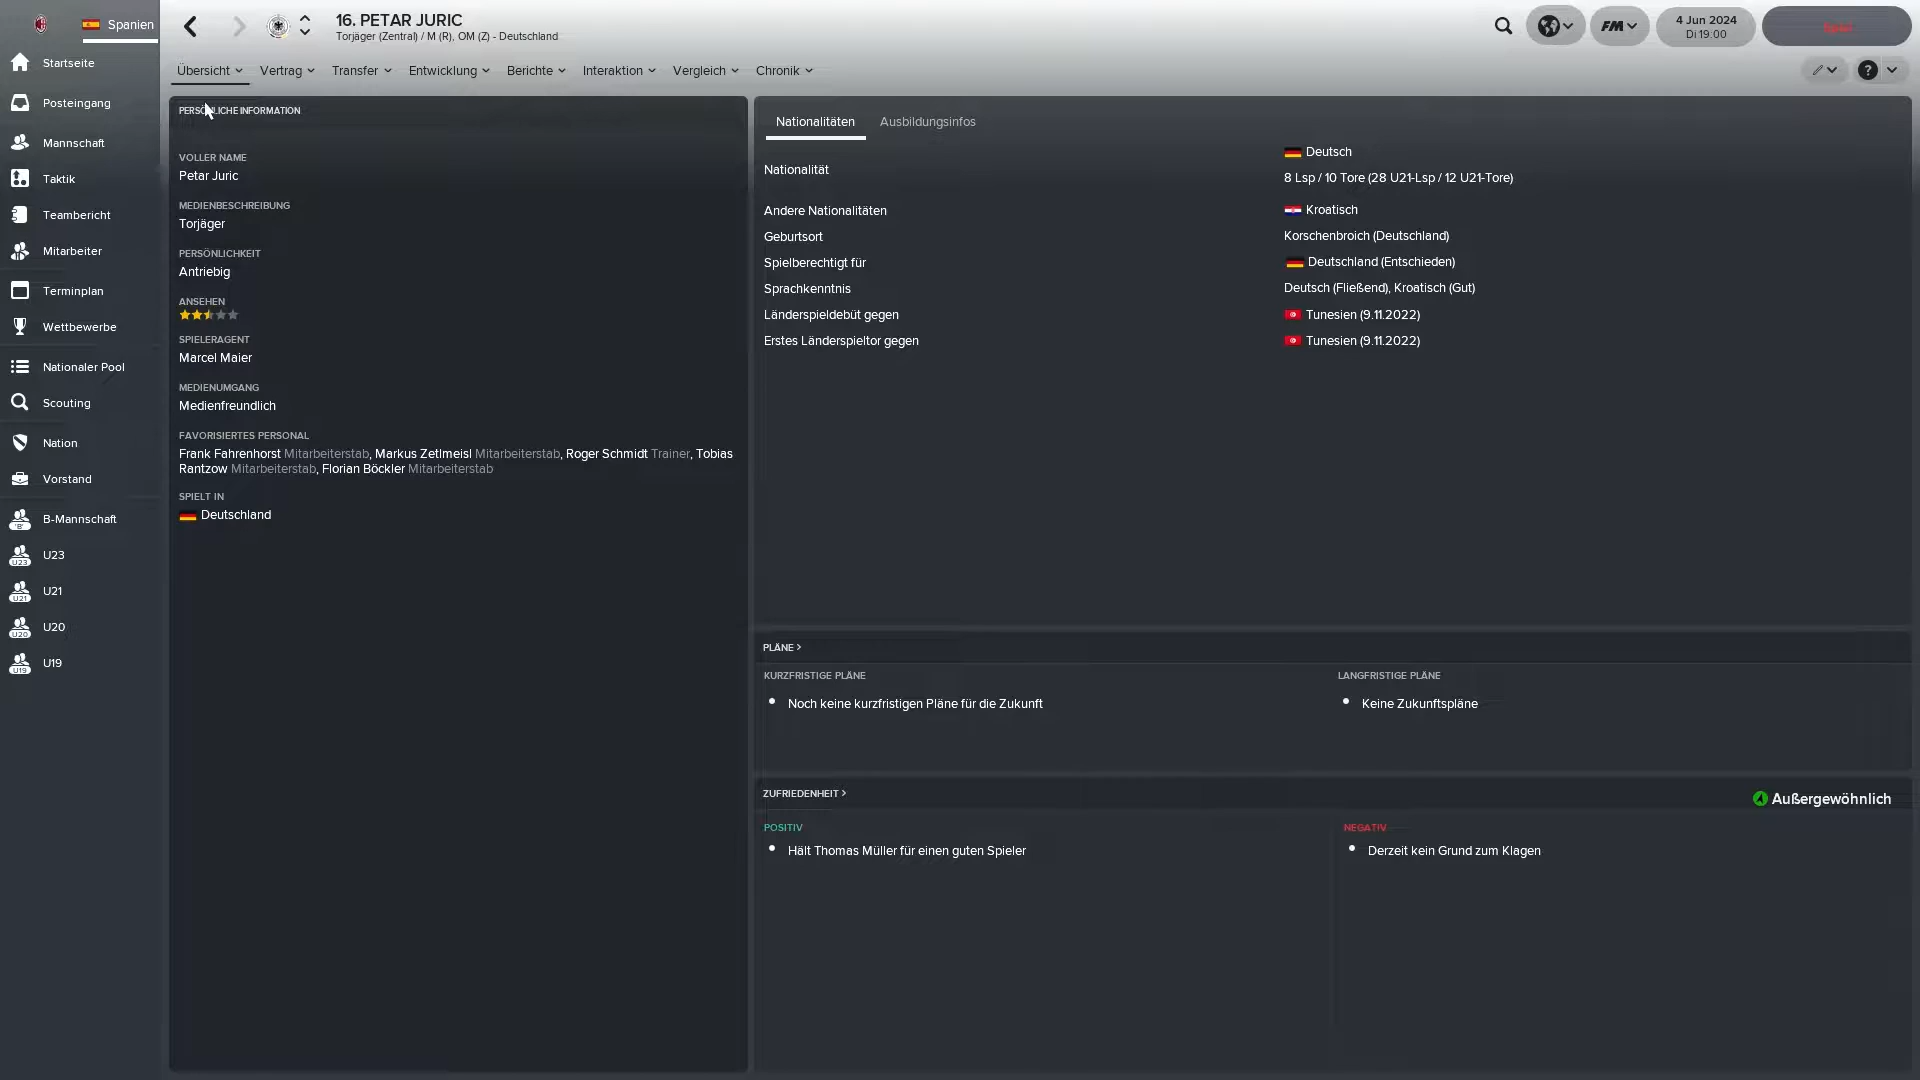 Spanien
16. PETAR JURIC
Torjäger (Zentral) / M (R), OM (Z) - Deutschland
FM
4 Jun 2024
Di 19:00
Startseite
Posteingang
Mannschaft
Taktik
Teambericht
Mitarbeiter
Terminplan
Wettbewerbe
Nationaler Pool
Scouting
Nation
Vorstand
B-Mannschaft
U23
U21
U20
U19
Übersicht Vertrag Transfer Entwicklung Berichte Interaktion Vergleich Chronik
PERSÖNLICHE INFORMATION
VOLLER NAME
Petar Juric
MEDIENBESCHREIBUNG
Torjäger
PERSÖNLICHKEIT
Antriebig
ANSEHEN
SPIELERAGENT
Marcel Maier
MEDIENUMGANG
Medienfreundlich
FAVORISIERTES PERSONAL
Frank Fahrenhorst Mitarbeiterstab, Markus Zetlmeisl Mitarbeiterstab, Roger Schmidt Trainer, Tobias
Rantzow Mitarbeiterstab, Florian Böckler Mitarbeiterstab
SPIELT IN
Deutschland
Nationalitäten Ausbildungsinfos
Nationalität Deutsch
8 Lsp / 10 Tore (28 U21-Lsp / 12 U21-Tore)
Andere Nationalitäten Kroatisch
Geburtsort Korschenbroich (Deutschland)
Spielberechtigt für Deutschland (Entschieden)
Sprachkenntnis Deutsch (Fließend), Kroatisch (Gut)
Länderspieldebüt gegen Tunesien (9.11.2022)
Erstes Länderspieltor gegen Tunesien (9.11.2022)
PLÄNE >
KURZFRISTIGE PLÄNE
Noch keine kurzfristigen Pläne für die Zukunft
LANGFRISTIGE PLÄNE
Keine Zukunftspläne
ZUFRIEDENHEIT >
Außergewöhnlich
POSITIV
Hält Thomas Müller für einen guten Spieler
NEGATIV
Derzeit kein Grund zum Klagen